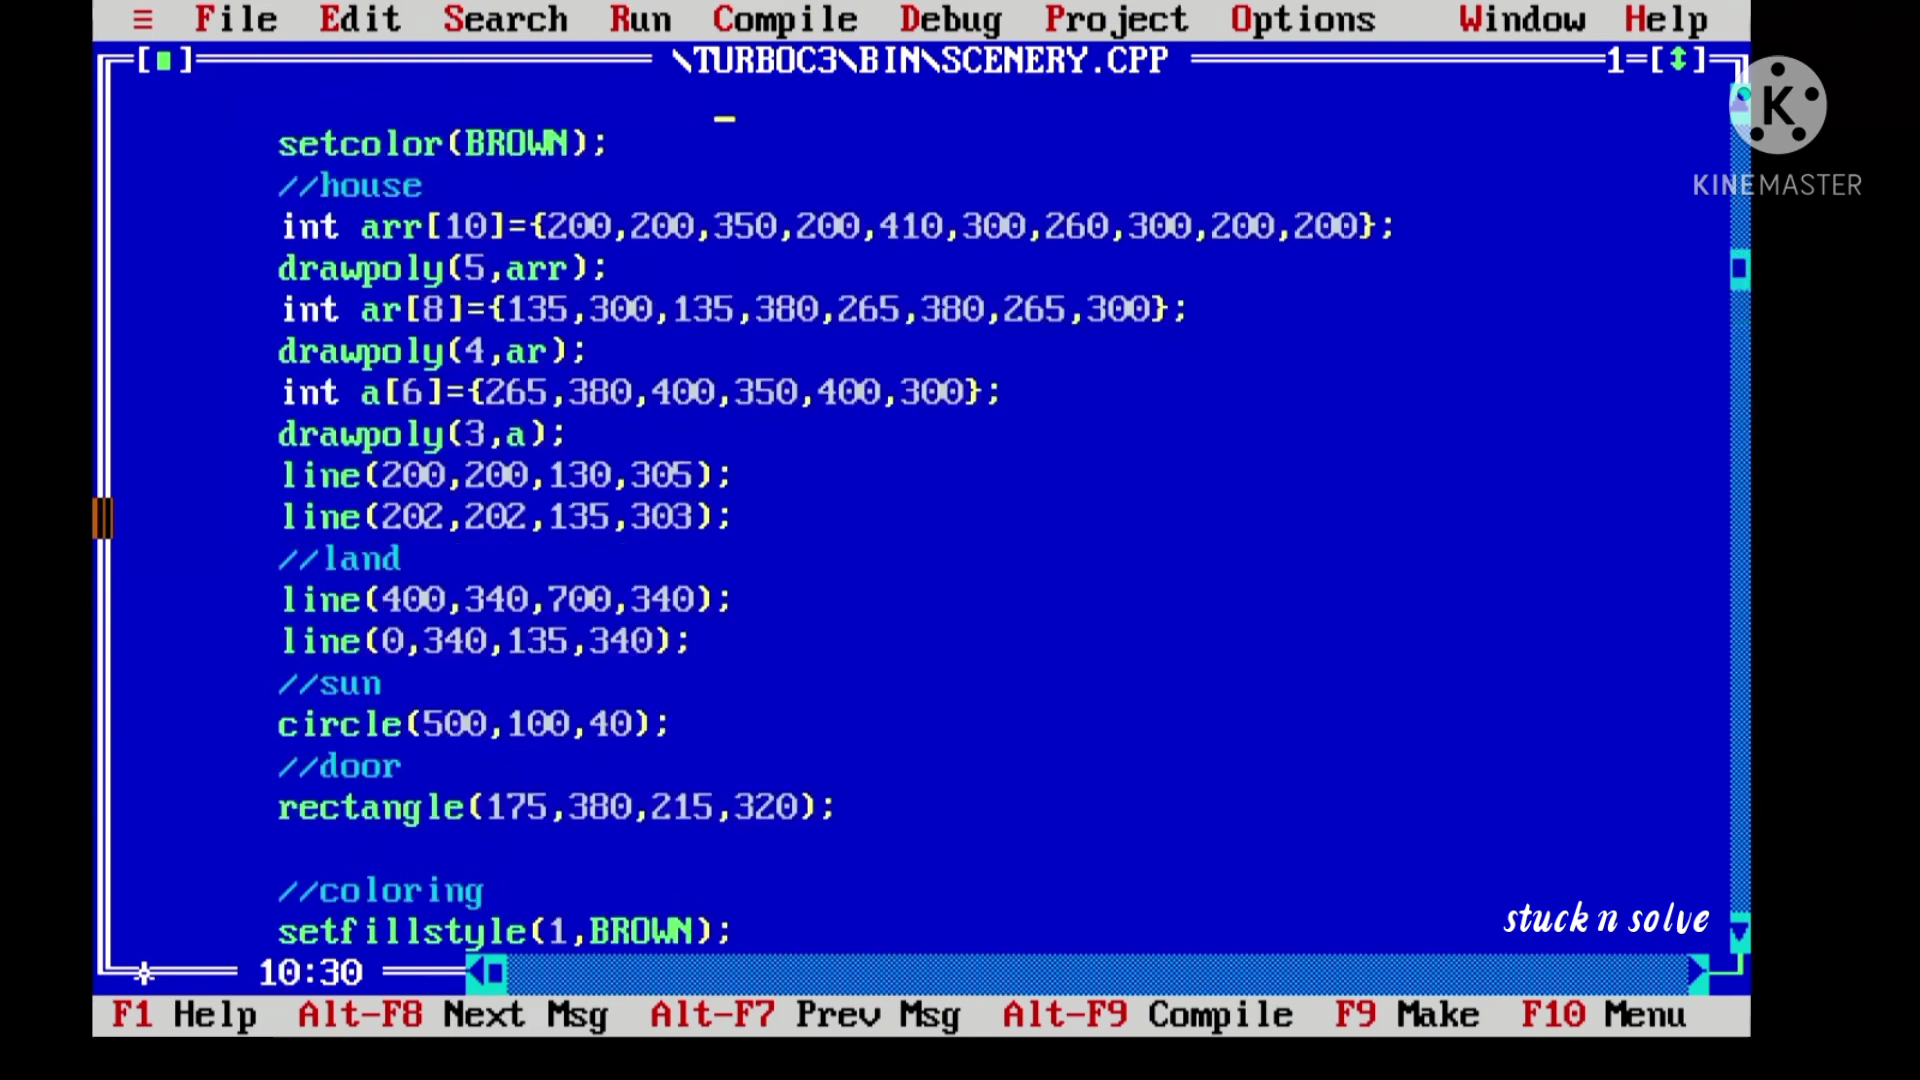 ≡ File Edit Search Run Compile Debug Project Options Window Help
[■] \TURBOC3\BIN\SCENERY.CPP 1=[↕]
K
KINEMASTER
_
setcolor(BROWN);
//house
int arr[10]={200,200,350,200,410,300,260,300,200,200};
drawpoly(5,arr);
int ar[8]={135,300,135,380,265,380,265,300};
drawpoly(4,ar);
int a[6]={265,380,400,350,400,300};
drawpoly(3,a);
line(200,200,130,305);
line(202,202,135,303);
//land
line(400,340,700,340);
line(0,340,135,340);
//sun
circle(500,100,40);
//door
rectangle(175,380,215,320);
//coloring
setfillstyle(1,BROWN);
stuck n solve
10:30
F1 Help Alt-F8 Next Msg Alt-F7 Prev Msg Alt-F9 Compile F9 Make F10 Menu